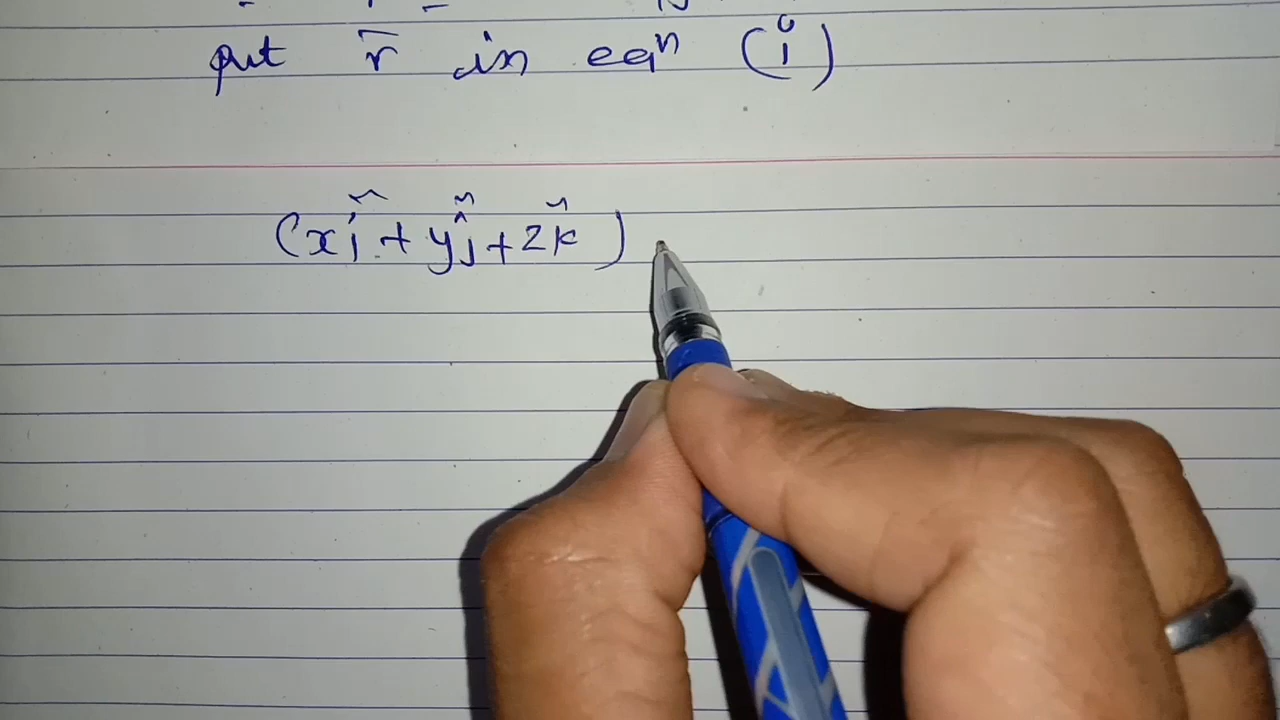 put r̄ in eqⁿ (i)
(xî + yĵ + zk̂)